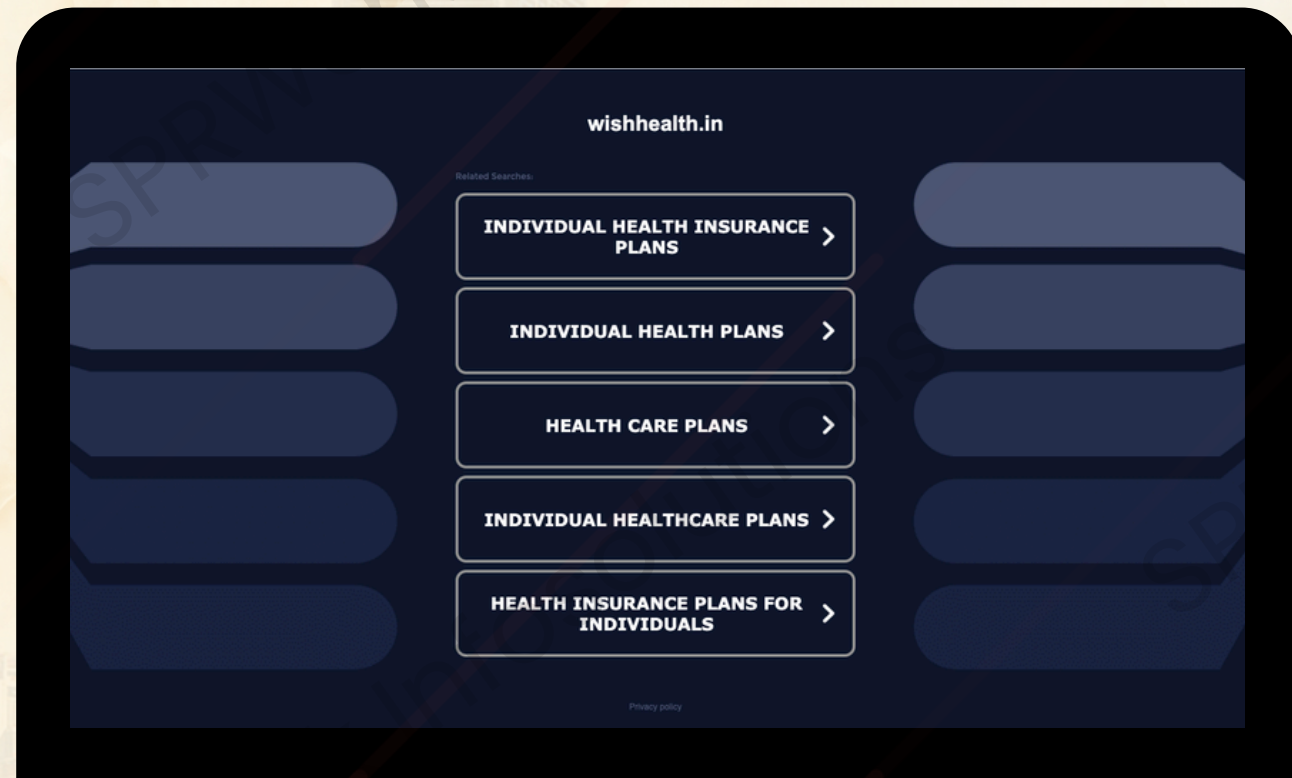 wishhealth.in
Related Searches:
INDIVIDUAL HEALTH INSURANCE
PLANS
INDIVIDUAL HEALTH PLANS
HEALTH CARE PLANS
INDIVIDUAL HEALTHCARE PLANS
HEALTH INSURANCE PLANS FOR
INDIVIDUALS
Privacy policy